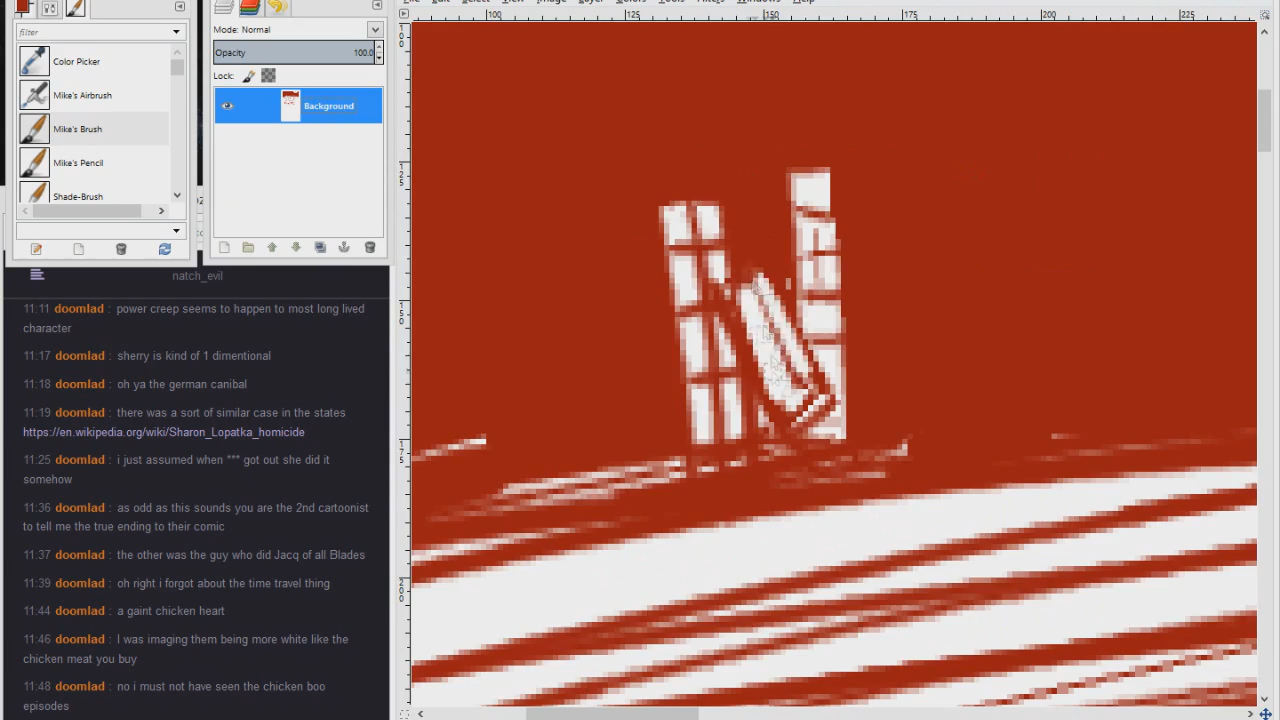 filter
Color Picker
Mike's Airbrush
Mike's Brush
Mike's Pencil
Shade-Brush
Mode: Normal
Opacity 100.0
Lock:
Background
100 125 150 175 200 225
100
125
150
175
200
natch_evil
11:11 doomlad : power creep seems to happen to most long lived
character
11:17 doomlad : sherry is kind of 1 dimentional
11:18 doomlad : oh ya the german canibal
11:19 doomlad : there was a sort of similar case in the states
https://en.wikipedia.org/wiki/Sharon_Lopatka_homicide
11:25 doomlad : i just assumed when *** got out she did it
somehow
11:36 doomlad : as odd as this sounds you are the 2nd cartoonist
to tell me the true ending to their comic
11:37 doomlad : the other was the guy who did Jacq of all Blades
11:39 doomlad : oh right i forgot about the time travel thing
11:44 doomlad : a gaint chicken heart
11:46 doomlad : I was imaging them being more white like the
chicken meat you buy
11:48 doomlad : no i must not have seen the chicken boo
episodes